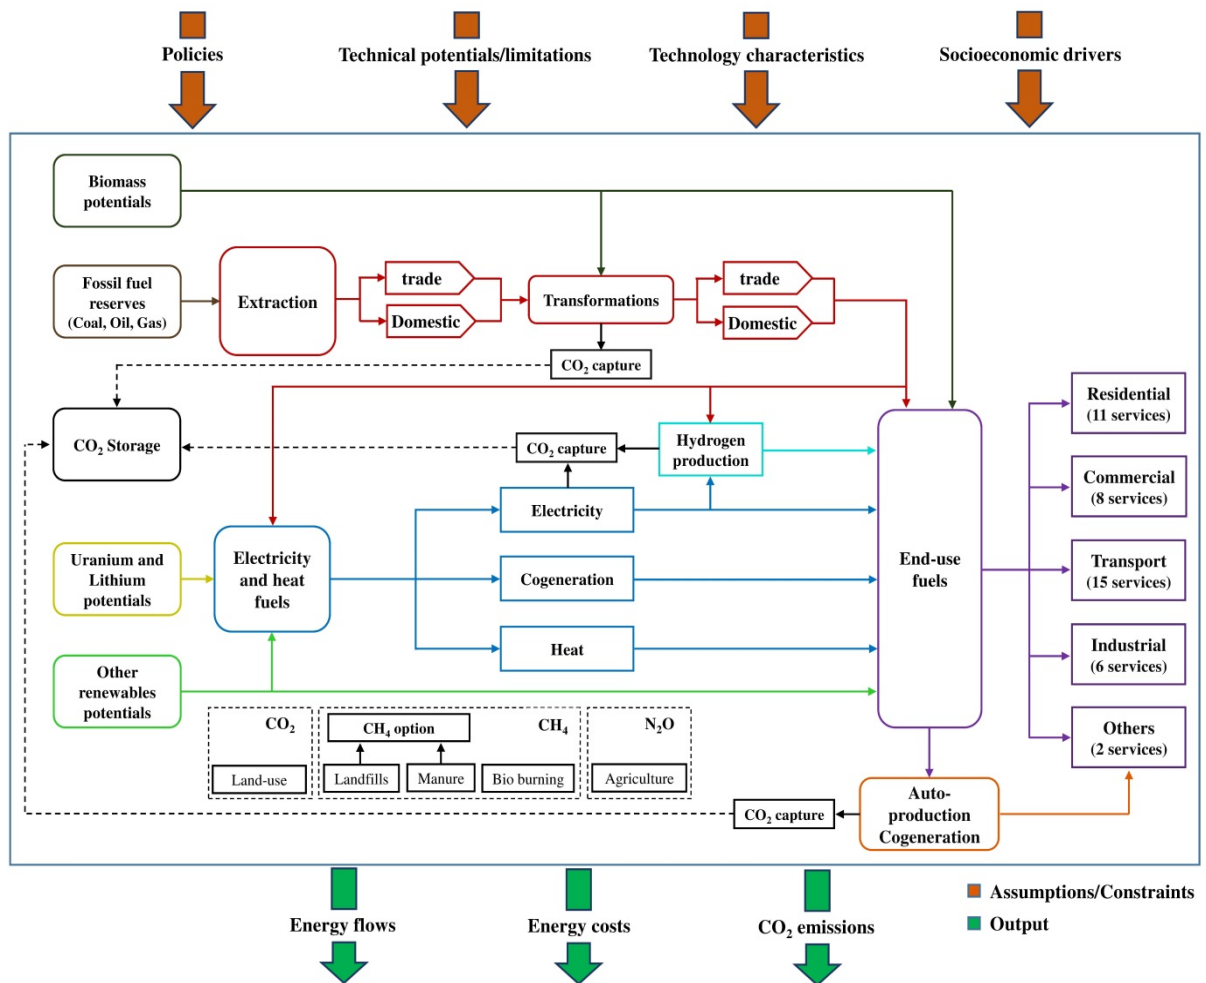 Policies
Technical potentials/limitations
Technology characteristics
Socioeconomic drivers
Biomass
potentials
Fossil fuel
reserves
(Coal, Oil, Gas)
Extraction
trade
Domestic
Transformations
trade
Domestic
CO₂ capture
CO₂ Storage
CO₂ capture
Hydrogen
production
Residential
(11 services)
Commercial
(8 services)
Electricity
Uranium and
Lithium
potentials
Electricity
and heat
fuels
Cogeneration
End-use
fuels
Transport
(15 services)
Heat
Industrial
(6 services)
Other
renewables
potentials
Others
(2 services)
CO₂
Land-use
CH₄ option
CH₄
Landfills
Manure
Bio burning
N₂O
Agriculture
CO₂ capture
Auto-
production
Cogeneration
Energy flows
Energy costs
CO₂ emissions
Assumptions/Constraints
Output